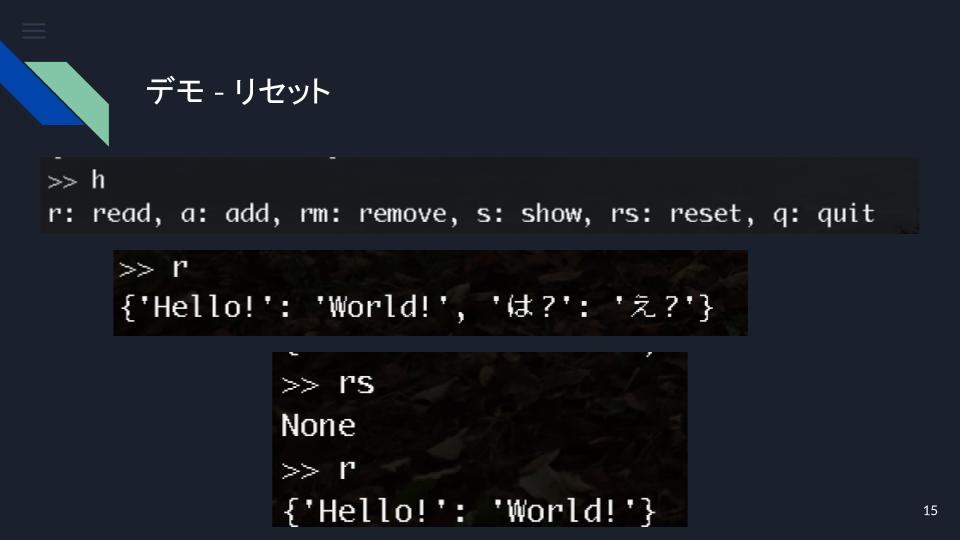 デモ - リセット
>> h
r: read, a: add, rm: remove, s: show, rs: reset, q: quit
>> r
{'Hello!': 'World!', 'は?': 'え?'}
>> rs
None
>> r
{'Hello!': 'World!'}
15